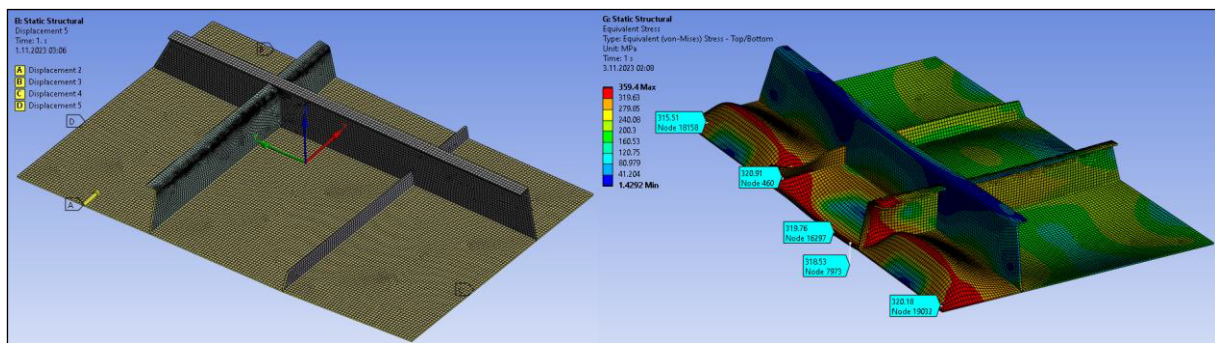 B: Static Structural
Displacement 5
Time: 1. s
1.11.2023 03:06
A Displacement 2
B Displacement 3
C Displacement 4
D Displacement 5
B
D
A
C
G: Static Structural
Equivalent Stress
Type: Equivalent (von-Mises) Stress - Top/Bottom
Unit: MPa
Time: 1 s
3.11.2023 02:08
359.4 Max
319.63
279.85
240.08
200.3
160.53
120.75
80.979
41.204
1.4292 Min
315.51
Node 18158
320.91
Node 460
319.76
Node 16297
318.53
Node 7973
320.18
Node 19032